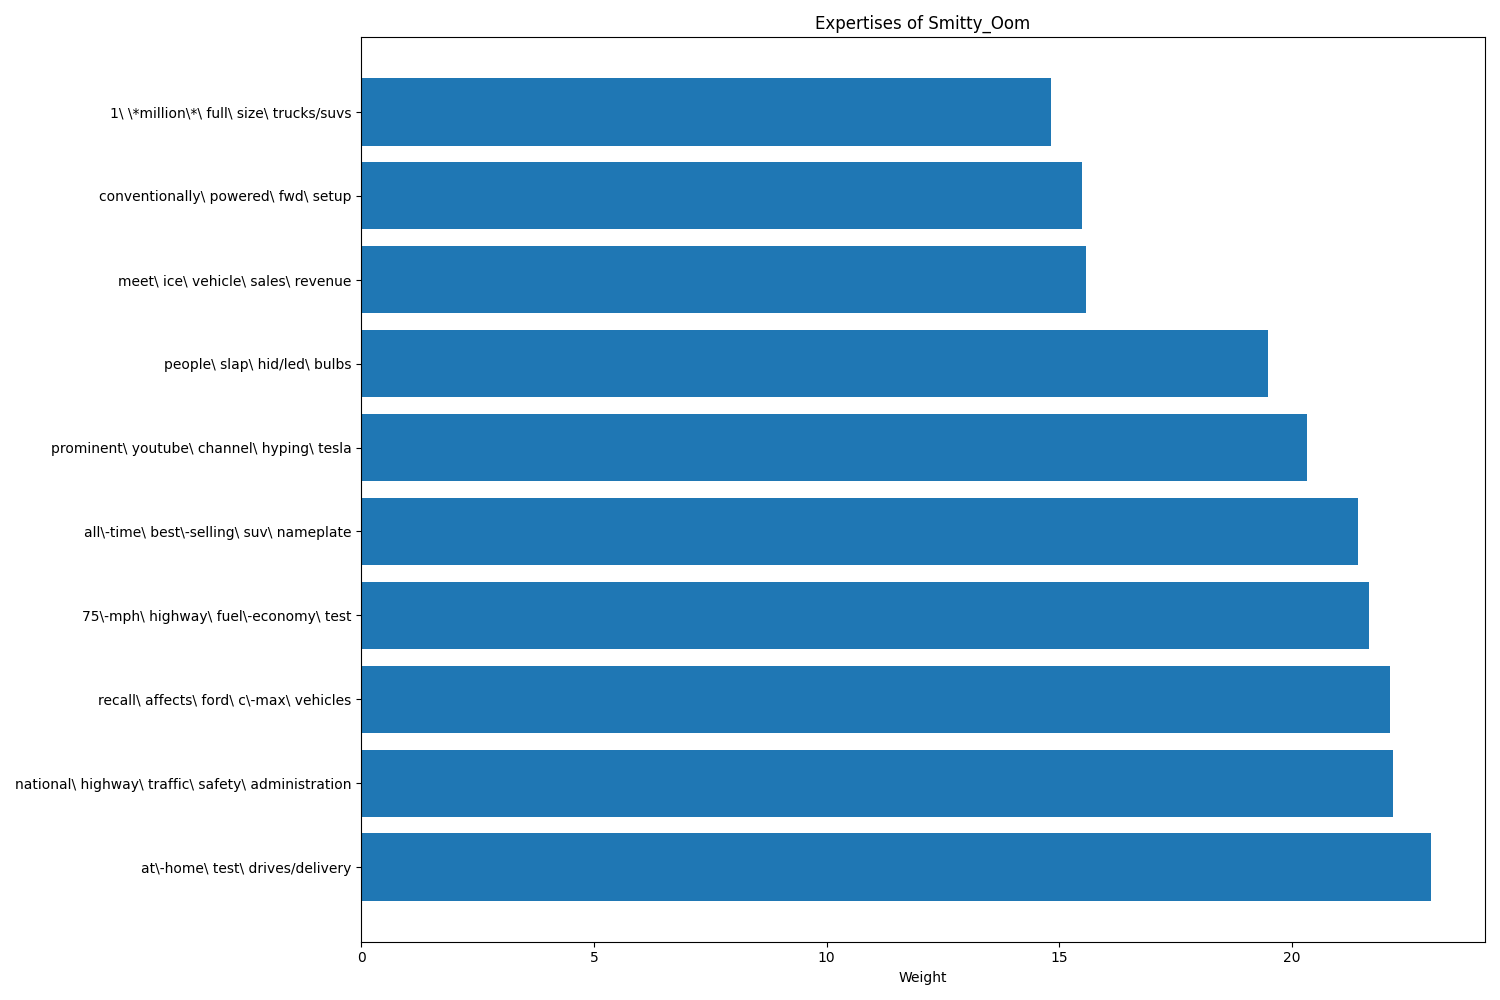 Expertises of Smitty_Oom
1\ \*million\*\ full\ size\ trucks/suvs
conventionally\ powered\ fwd\ setup
meet\ ice\ vehicle\ sales\ revenue
people\ slap\ hid/led\ bulbs
prominent\ youtube\ channel\ hyping\ tesla
all\-time\ best\-selling\ suv\ nameplate
75\-mph\ highway\ fuel\-economy\ test
recall\ affects\ ford\ c\-max\ vehicles
national\ highway\ traffic\ safety\ administration
at\-home\ test\ drives/delivery
0 5 10 15 20
Weight